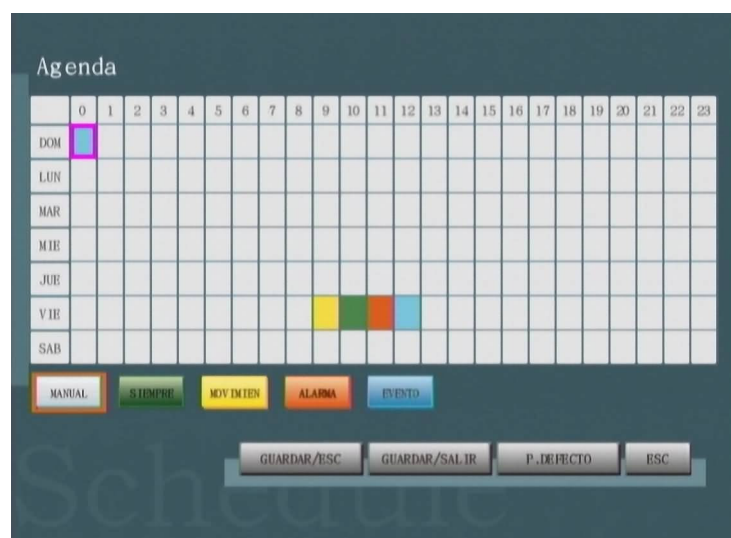 Agenda
0 1 2 3 4 5 6 7 8 9 10 11 12 13 14 15 16 17 18 19 20 21 22 23
DOM
LUN
MAR
MIE
JUE
VIE
SAB
MANUAL SIEMPRE MOVIMIEN ALARMA EVENTO
GUARDAR/ESC GUARDAR/SALIR P.DEFECTO ESC
Schedule